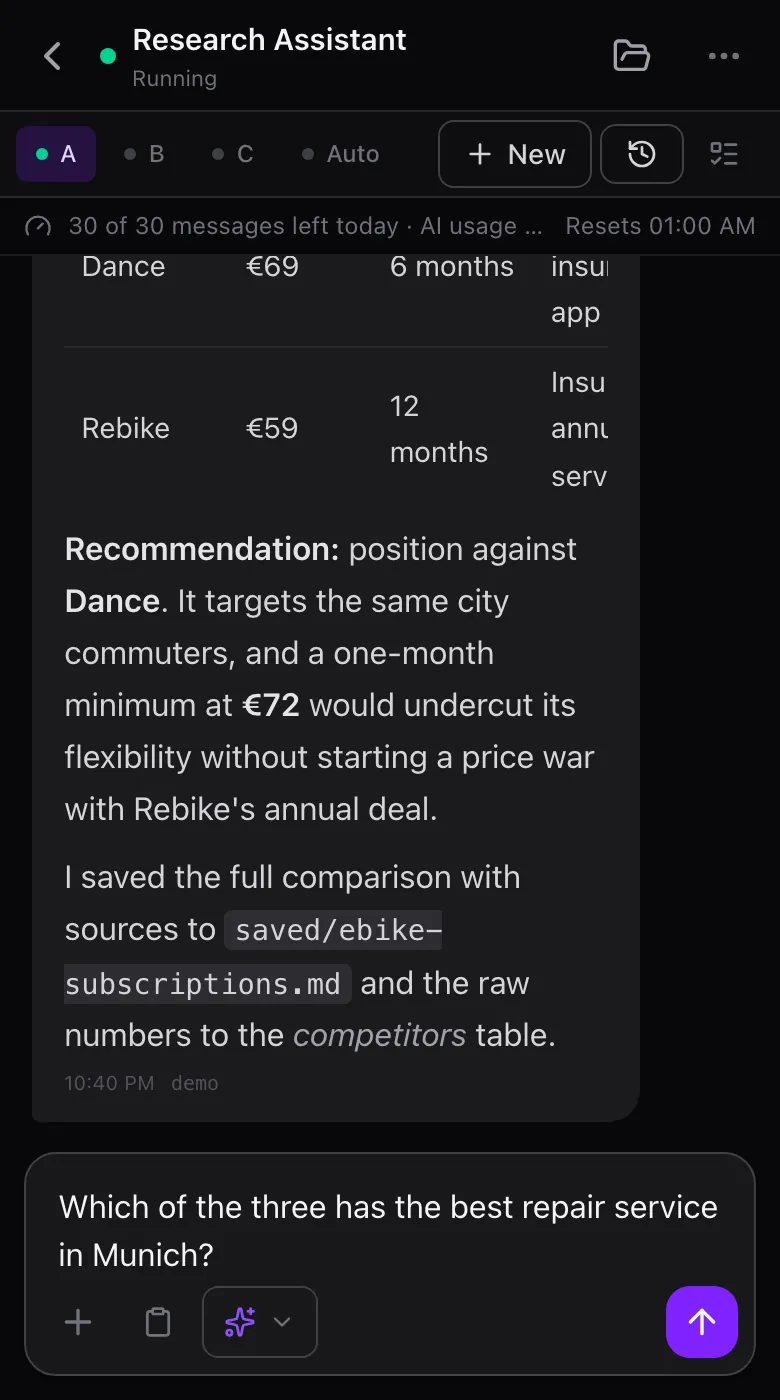 Research Assistant
Running
A B C Auto + New
30 of 30 messages left today · AI usage ... Resets 01:00 AM
Dance €69 6 months
app
Rebike €59 12 months
Recommendation: position against
Dance. It targets the same city
commuters, and a one-month
minimum at €72 would undercut its
flexibility without starting a price war
with Rebike's annual deal.
I saved the full comparison with
sources to saved/ebike-
subscriptions.md and the raw
numbers to the competitors table.
10:40 PM demo
Which of the three has the best repair service
in Munich?